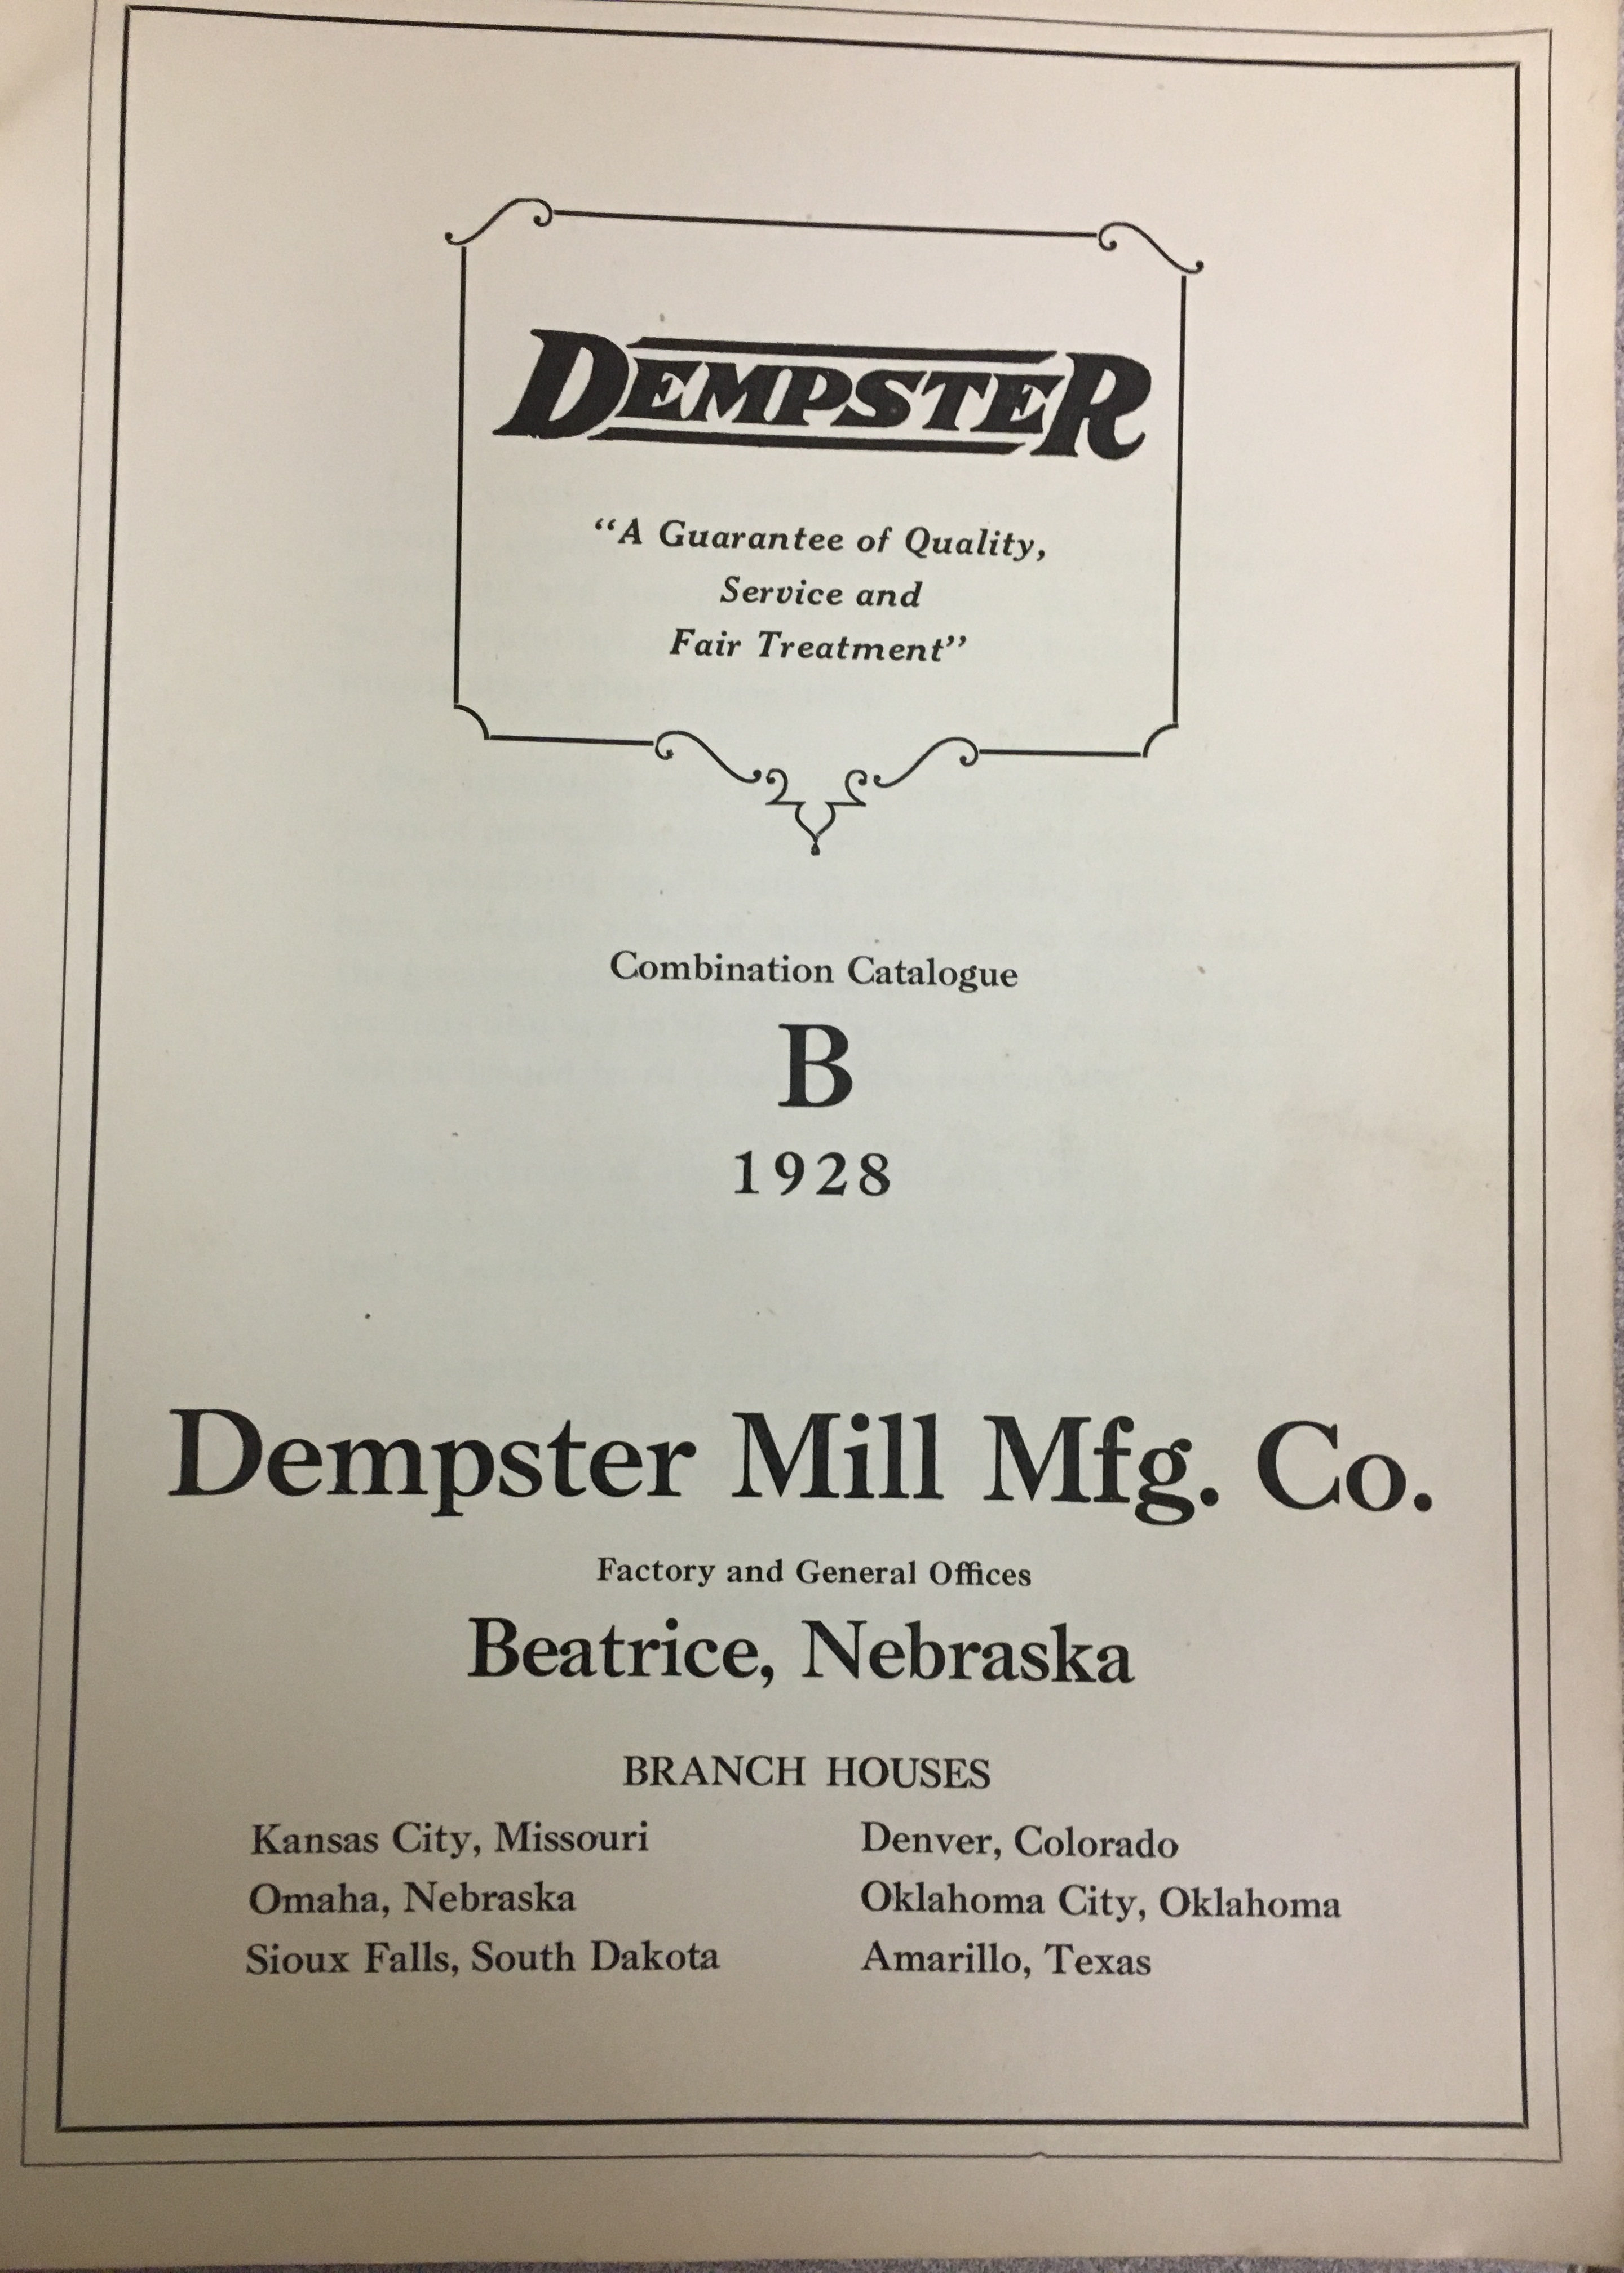 DEMPSTER
“A Guarantee of Quality,
Service and
Fair Treatment”
Combination Catalogue
B
1928
Dempster Mill Mfg. Co.
Factory and General Offices
Beatrice, Nebraska
BRANCH HOUSES
Kansas City, Missouri
Omaha, Nebraska
Sioux Falls, South Dakota
Denver, Colorado
Oklahoma City, Oklahoma
Amarillo, Texas